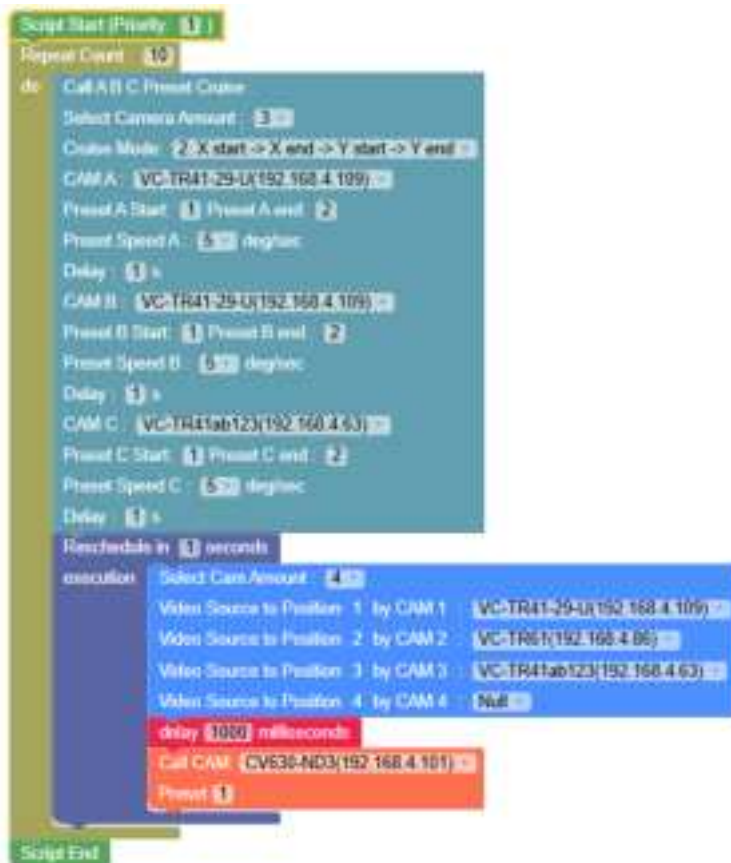 Script Start (Priority : 1 )
Repeat Count : 10
do Call A B C Preset Cruise
Select Camera Amount : 3
Cruise Mode : 2. X start -> X end -> Y start -> Y end
CAM A : VC-TR41-29-U(192.168.4.109)
Preset A Start : 1 Preset A end : 2
Preset Speed A : 5 deg/sec
Delay : 1 s
CAM B : VC-TR41-29-U(192.168.4.109)
Preset B Start : 1 Preset B end : 2
Preset Speed B : 5 deg/sec
Delay : 1 s
CAM C : VC-TR41ab123(192.168.4.63)
Preset C Start : 1 Preset C end : 2
Preset Speed C : 5 deg/sec
Delay : 1 s
Reschedule in 1 seconds
execution Select Cam Amount : 4
Video Source to Position 1 by CAM 1 : VC-TR41-29-U(192.168.4.109)
Video Source to Position 2 by CAM 2 : VC-TR61(192.168.4.86)
Video Source to Position 3 by CAM 3 : VC-TR41ab123(192.168.4.63)
Video Source to Position 4 by CAM 4 : Null
delay 1000 milliseconds
Call CAM : CV630-ND3(192.168.4.101)
Preset 1
Script End